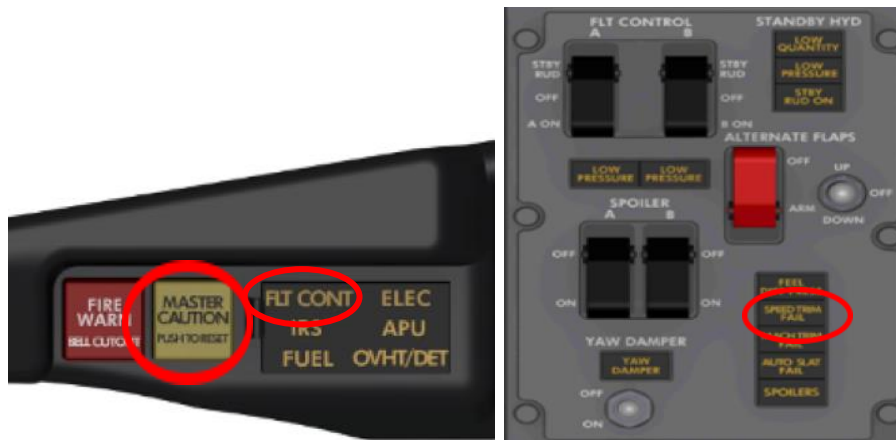 FIRE
WARN
BELL CUTOUT
MASTER
CAUTION
PUSH TO RESET
FLT CONT ELEC
IRS APU
FUEL OVHT/DET
FLT CONTROL
A B
STBY
RUD
OFF
A ON
STBY
RUD
OFF
B ON
STANDBY HYD
LOW
QUANTITY
LOW
PRESSURE
STBY
RUD ON
ALTERNATE FLAPS
OFF
ARM
UP
OFF
DOWN
LOW
PRESSURE
LOW
PRESSURE
SPOILER
A B
OFF
ON
OFF
ON
FEEL
SPEED TRIM
FAIL
MACH TRIM
FAIL
AUTO SLAT
FAIL
SPOILERS
YAW DAMPER
YAW
DAMPER
OFF
ON